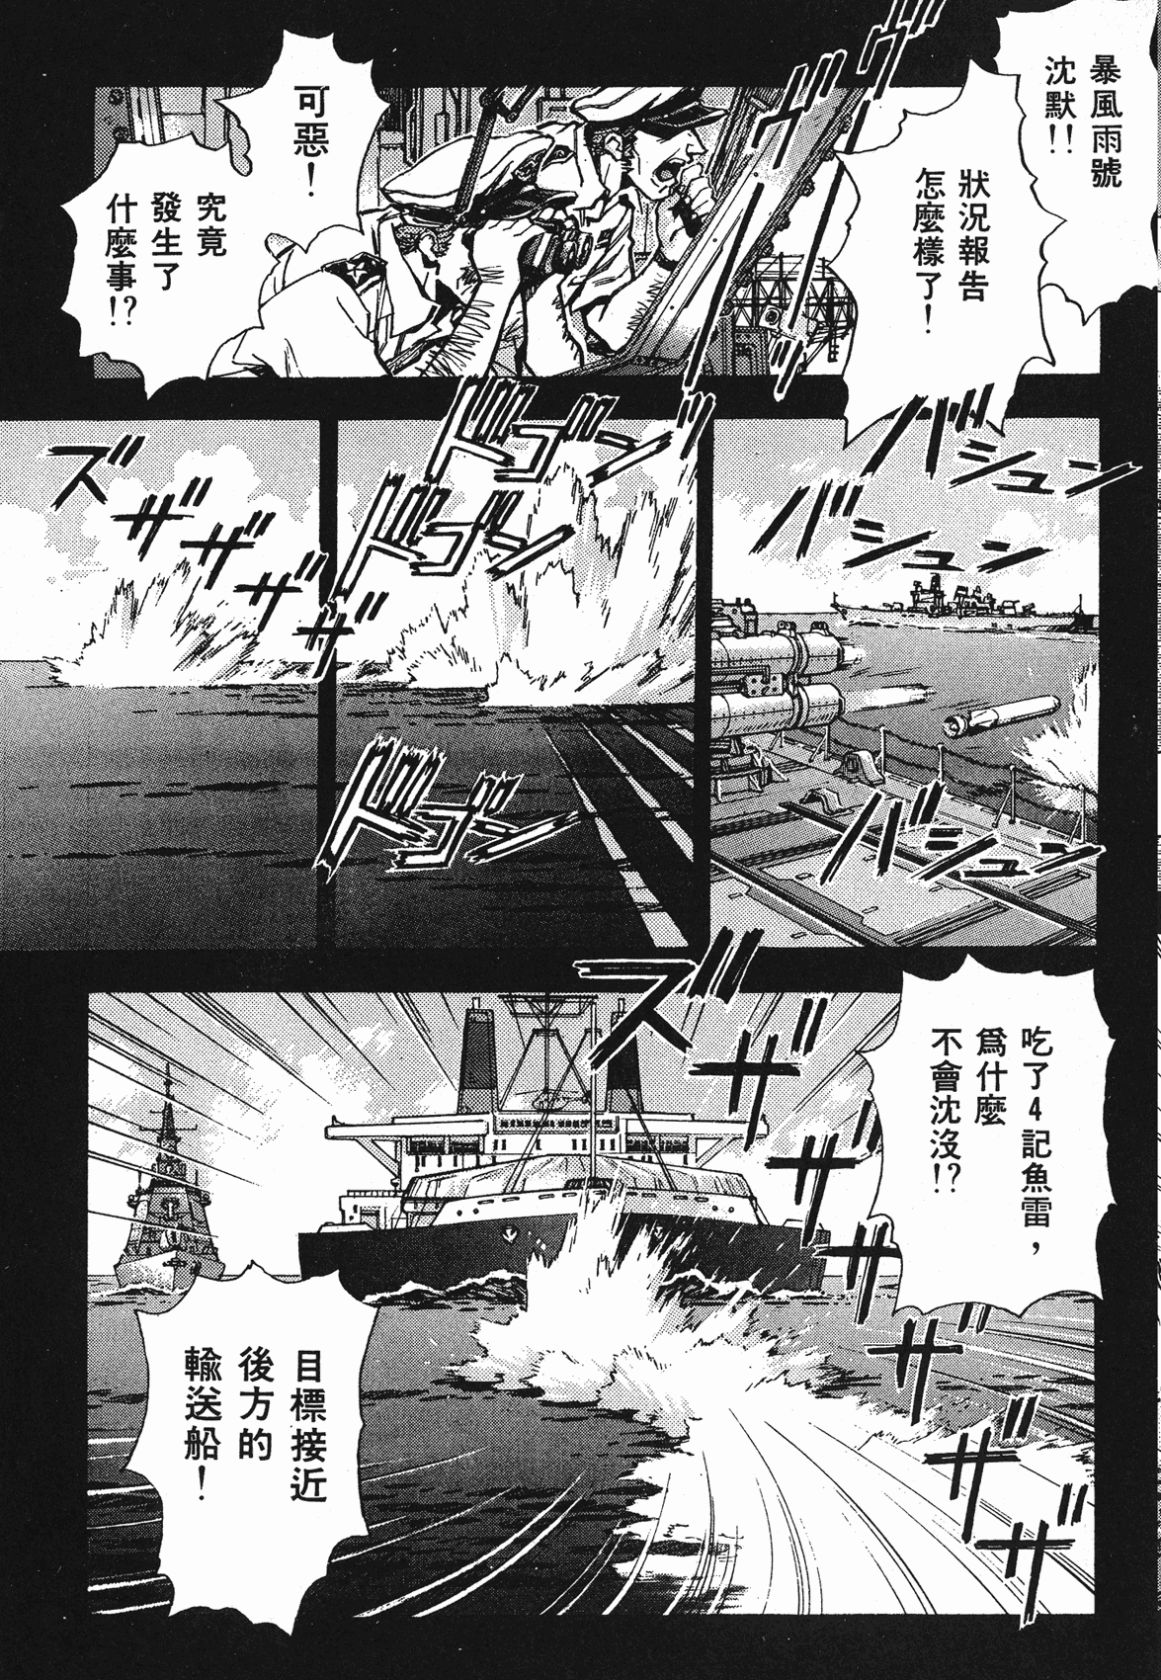 暴風雨號
沈默!!
狀況報告
怎麼樣了！
可惡！
究竟
發生了
什麼事!?
バシュン
バシュン
バシュン
ドゴン
ドゴン
ドゴン
ズザザザザ
吃了4記魚雷，
爲什麼
不會沈沒!?
ズザザザザザザ
目標接近
後方的
輸送船！